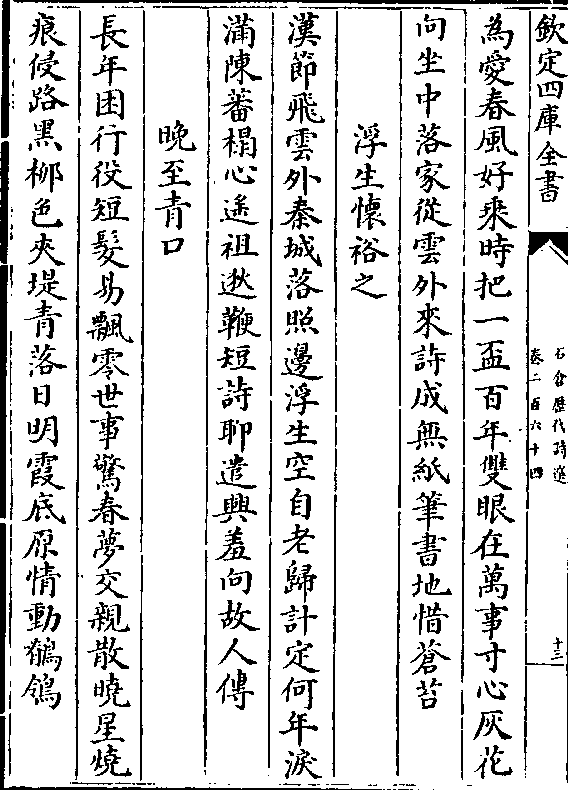 欽定四庫全書
石倉歷代詩選
卷二百六十四
十三
為愛春風好乘時把一盃百年雙眼在萬事寸心灰花
向坐中落家從雲外來詩成無紙筆書地惜蒼苔
浮生懷裕之
漢節飛雲外秦城落照邊浮生空自老歸計定何年淚
滿陳蕃榻心遙祖逖鞭短詩聊遣興羞向故人傳
晚至青口
長年困行役短髮易飄零世事驚春夢交親散曉星燒
痕侵路黑柳色夾堤青落日明霞底原情動鶺鴒